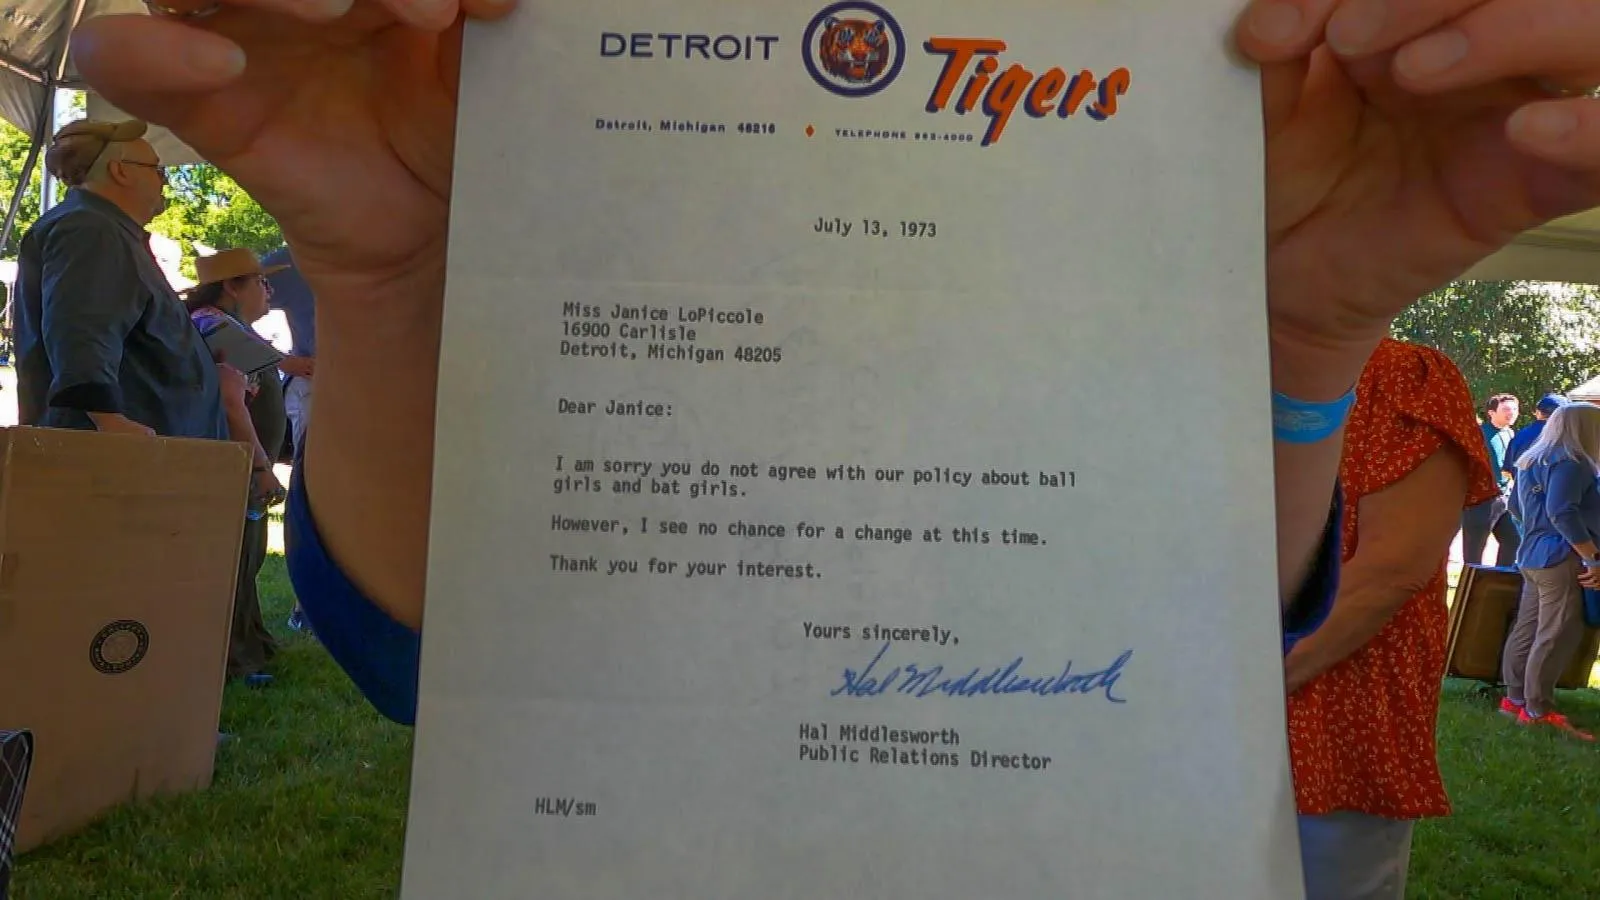 DETROIT Tigers
Detroit, Michigan 48216 ♦ TELEPHONE 962-4000
July 13, 1973
Miss Janice LoPiccole
16900 Carlisle
Detroit, Michigan 48205
Dear Janice:
I am sorry you do not agree with our policy about ball
girls and bat girls.
However, I see no chance for a change at this time.
Thank you for your interest.
Yours sincerely,
Hal Middlesworth
Hal Middlesworth
Public Relations Director
HLM/sm